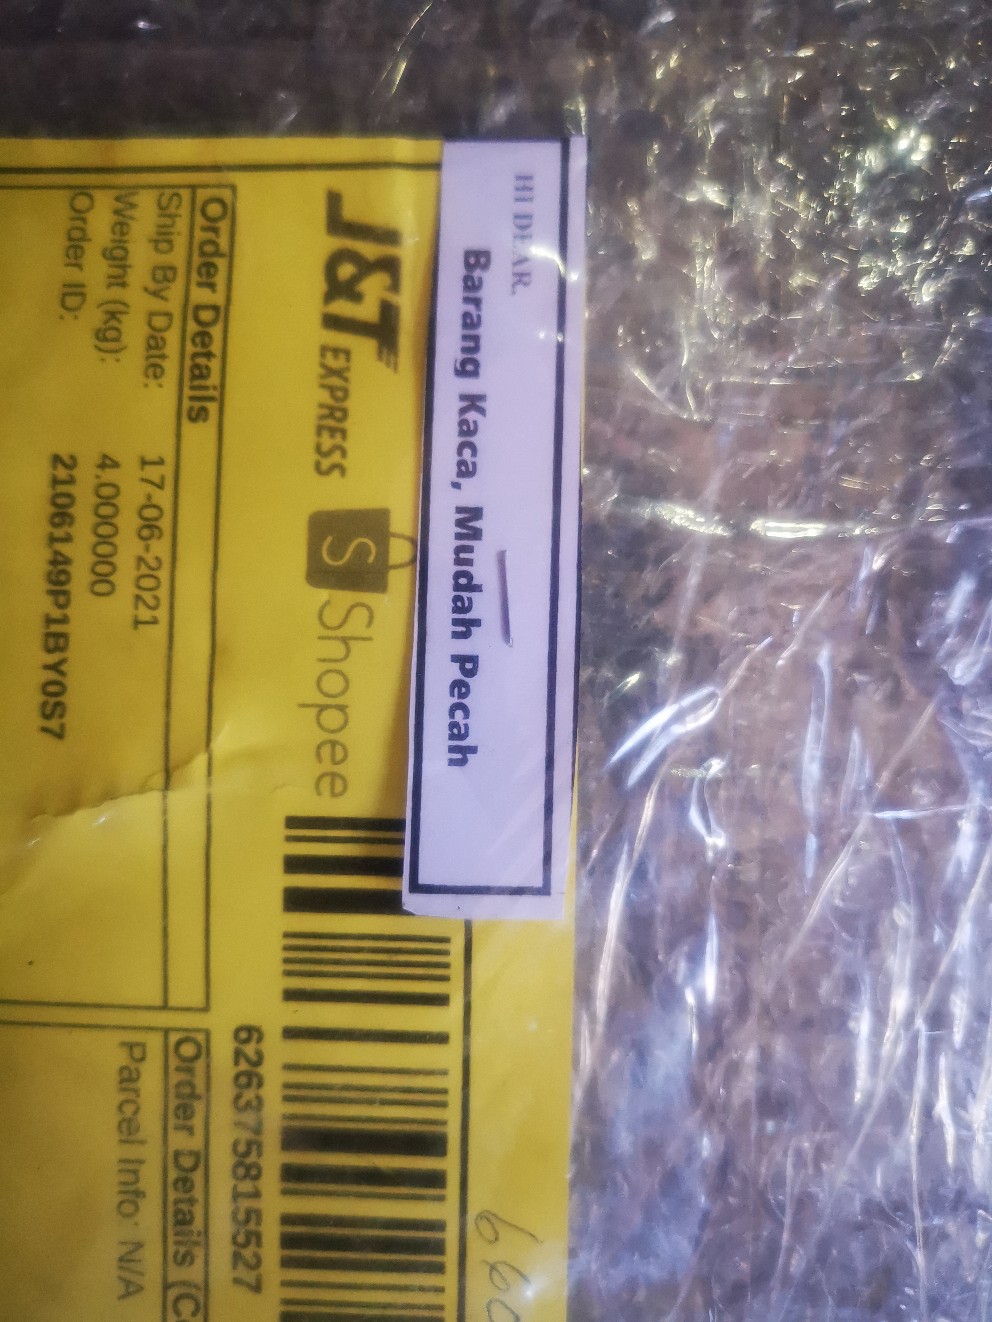 HI DEAR.
Barang Kaca, Mudah Pecah
J&T EXPRESS
S Shopee
626375815527
Order Details
Ship By Date: 17-06-2021
Weight (kg): 4.000000
Order ID: 2106149P1BY0S7
Order Details
Parcel Info: N/A